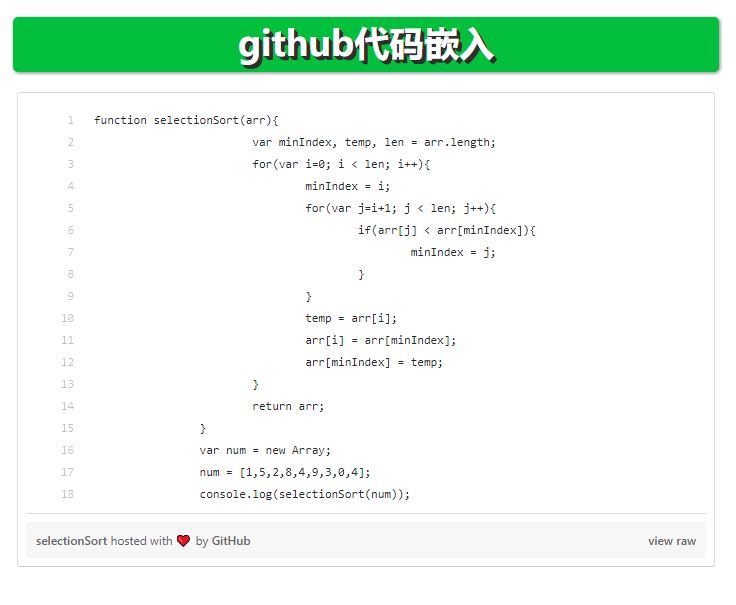 github代码嵌入
1 function selectionSort(arr){
2 var minIndex, temp, len = arr.length;
3 for(var i=0; i < len; i++){
4 minIndex = i;
5 for(var j=i+1; j < len; j++){
6 if(arr[j] < arr[minIndex]){
7 minIndex = j;
8 }
9 }
10 temp = arr[i];
11 arr[i] = arr[minIndex];
12 arr[minIndex] = temp;
13 }
14 return arr;
15 }
16 var num = new Array;
17 num = [1,5,2,8,4,9,3,0,4];
18 console.log(selectionSort(num));
selectionSort hosted with ❤ by GitHub view raw